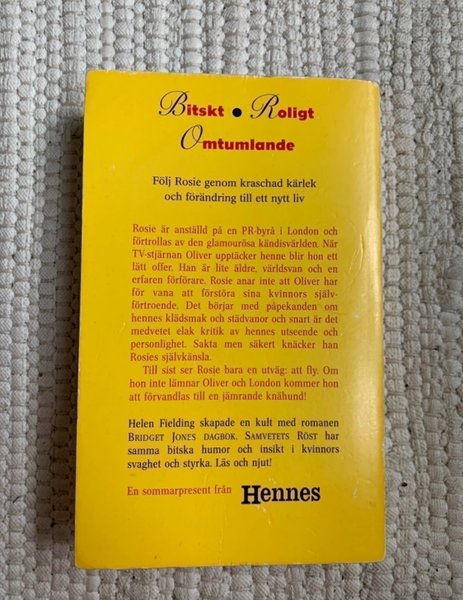 Bitskt • Roligt
Omtumlande
Följ Rosie genom kraschad kärlek
och förändring till ett nytt liv
Rosie är anställd på en PR-byrå i London och
förtrollas av den glamourösa kändisvärlden. När
TV-stjärnan Oliver upptäcker henne blir hon ett
lätt offer. Han är lite äldre, världsvan och en
erfaren förförare. Rosie anar inte att Oliver har
för vana att förstöra sina kvinnors själv-
förtroende. Det börjar med påpekanden om
hennes klädsmak och städvanor och snart är det
medvetet elak kritik av hennes utseende och
personlighet. Sakta men säkert knäcker han
Rosies självkänsla.
Till sist ser Rosie bara en utväg: att fly. Om
hon inte lämnar Oliver och London kommer hon
att förvandlas till en jämrande knähund!
Helen Fielding skapade en kult med romanen
BRIDGET JONES DAGBOK. SAMVETETS RÖST har
samma bitska humor och insikt i kvinnors
svaghet och styrka. Läs och njut!
En sommarpresent från Hennes